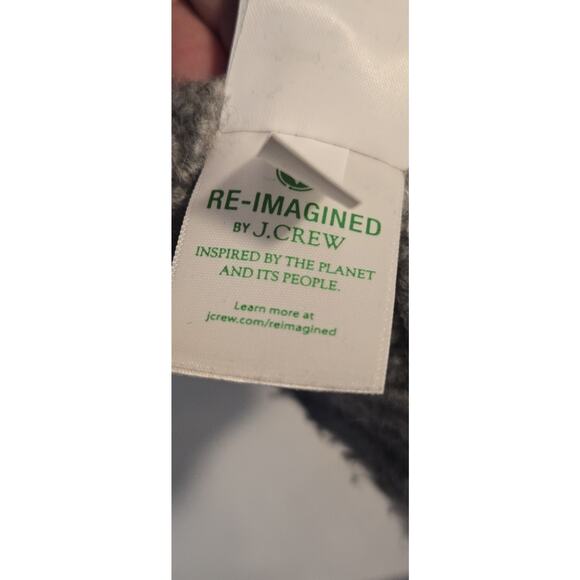 RE-IMAGINED
BY J.CREW
INSPIRED BY THE PLANET
AND ITS PEOPLE.
Learn more at
jcrew.com/reimagined